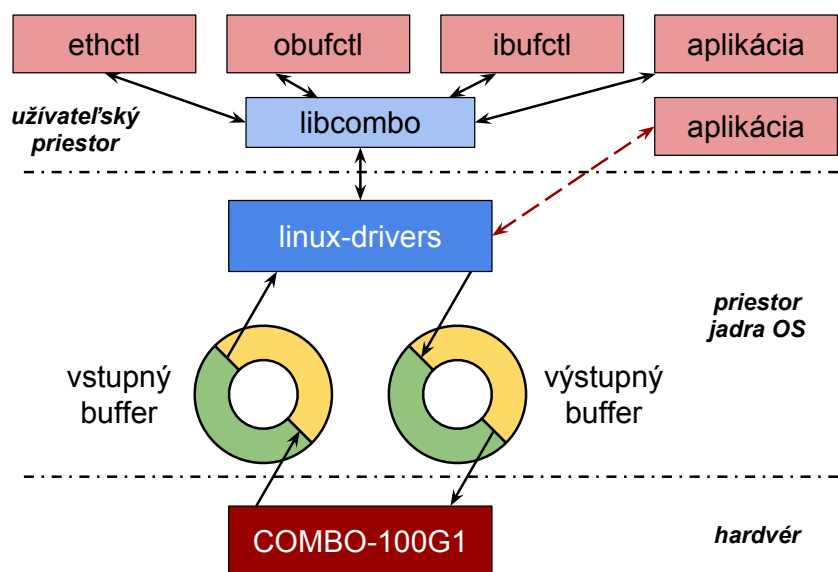 ethctl
obufctl
ibufctl
aplikácia
užívateľský
priestor
libcombo
aplikácia
linux-drivers
priestor
jadra OS
vstupný
buffer
výstupný
buffer
COMBO-100G1
hardvér